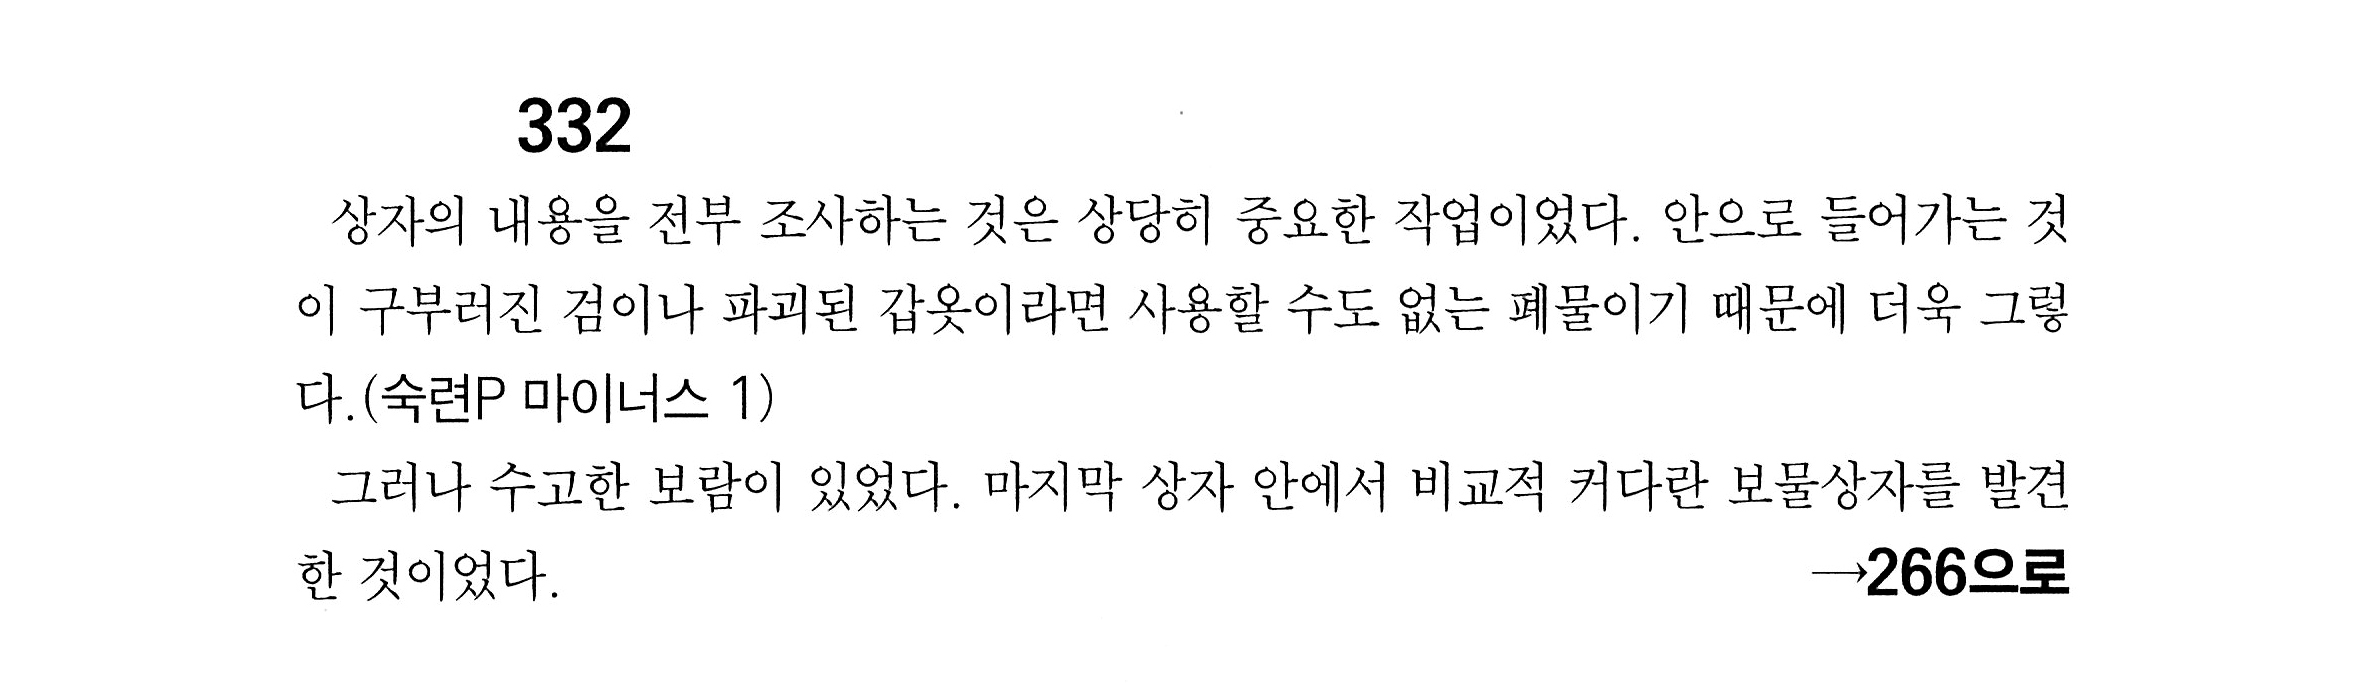 332
상자의 내용을 전부 조사하는 것은 상당히 중요한 작업이었다. 안으로 들어가는 것
이 구부러진 검이나 파괴된 갑옷이라면 사용할 수도 없는 폐물이기 때문에 더욱 그렇
다.(숙련P 마이너스 1)
그러나 수고한 보람이 있었다. 마지막 상자 안에서 비교적 커다란 보물상자를 발견
한 것이었다. →266으로